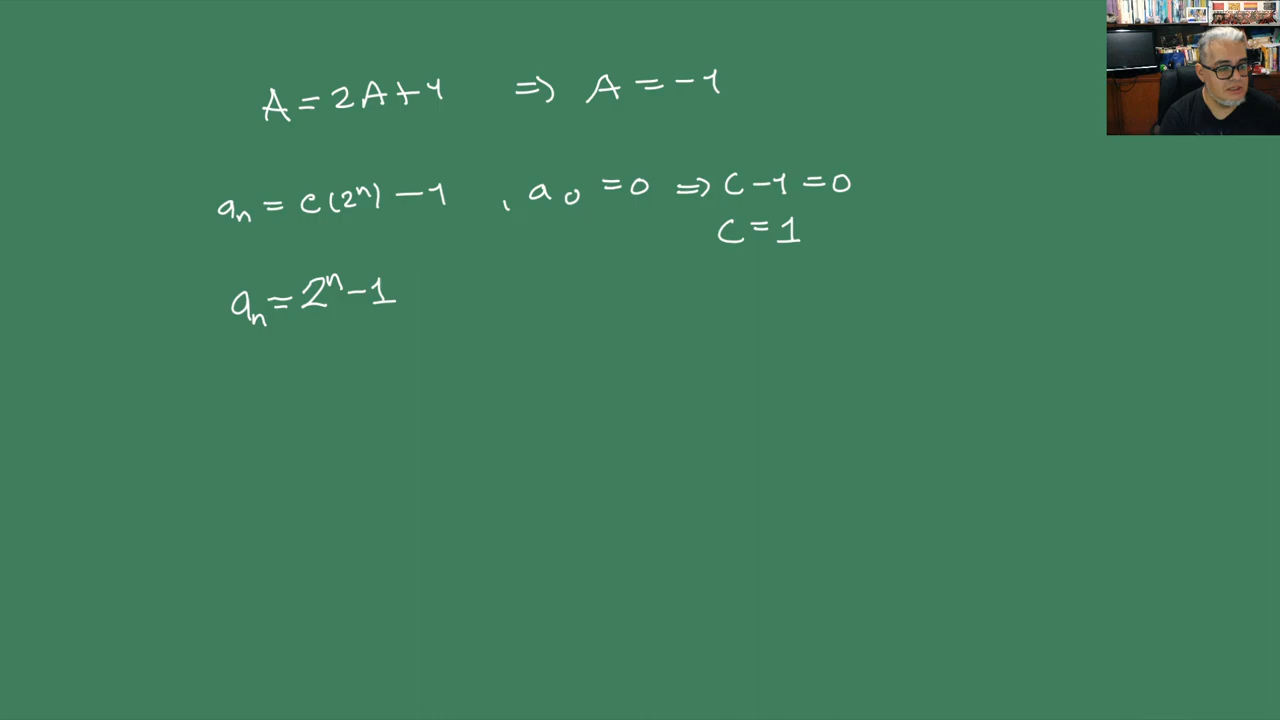 A = 2A + 1 ⇒ A = -1
aₙ = c(2ⁿ) - 1 , a₀ = 0 ⇒ c - 1 = 0
c = 1
aₙ = 2ⁿ - 1